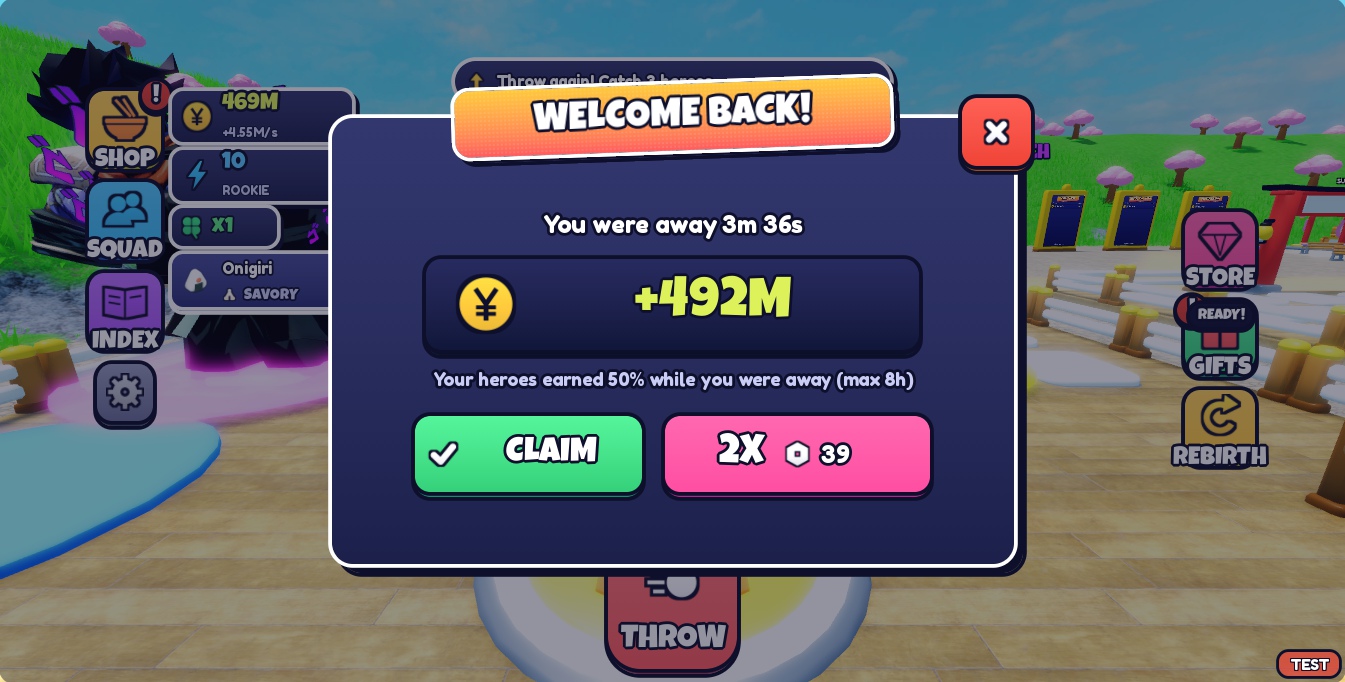 Throw again! Catch 3 heroes
WELCOME BACK!
469M
+4.55M/s
SHOP
10
ROOKIE
X1
SQUAD
Onigiri
SAVORY
INDEX
You were away 3m 36s
¥ +492M
Your heroes earned 50% while you were away (max 8h)
CLAIM
2X 39
STORE
READY!
GIFTS
REBIRTH
THROW
TEST